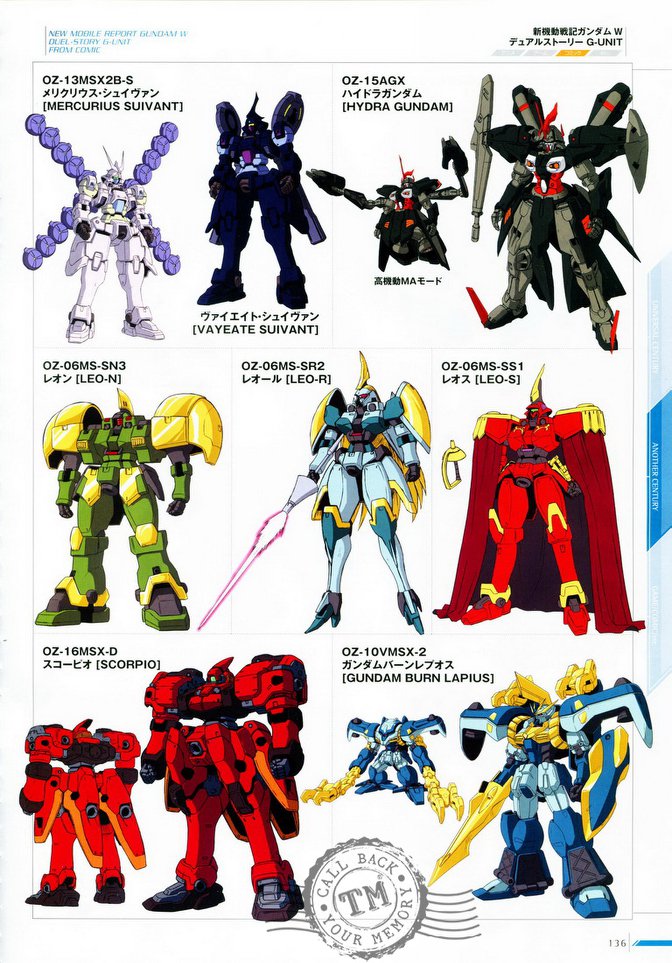 NEW MOBILE REPORT GUNDAM W
DUEL-STORY G-UNIT
FROM COMIC
新機動戦記ガンダム W
デュアルストーリー G-UNIT
コミック
OZ-13MSX2B-S
メリクリウス・シュイヴァン
[MERCURIUS SUIVANT]
ヴァイエイト・シュイヴァン
[VAYEATE SUIVANT]
OZ-15AGX
ハイドラガンダム
[HYDRA GUNDAM]
高機動MAモード
OZ-06MS-SN3
レオン [LEO-N]
OZ-06MS-SR2
レオール [LEO-R]
OZ-06MS-SS1
レオス [LEO-S]
UNIVERSAL CENTURY
ANOTHER CENTURY
OZ-16MSX-D
スコーピオ [SCORPIO]
OZ-10VMSX-2
ガンダムバーンレプオス
[GUNDAM BURN LAPIUS]
CALL BACK
TM
YOUR MEMORY
136